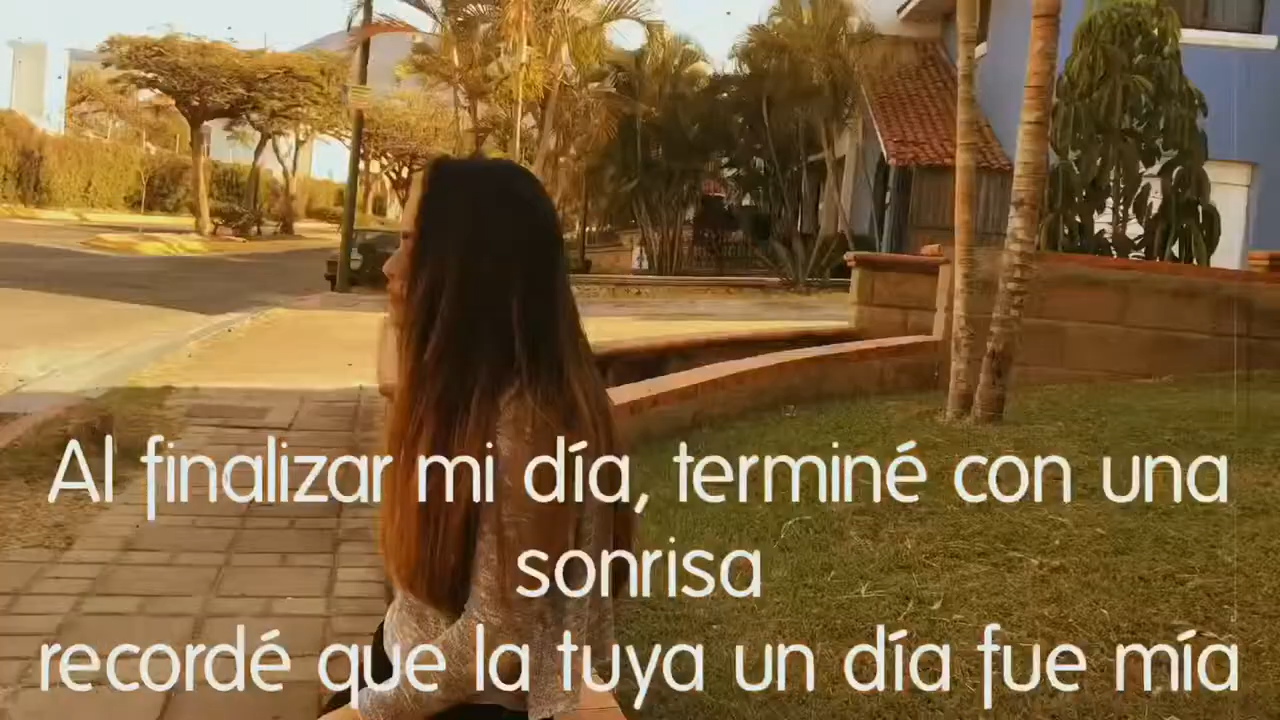 Al finalizar mi día, terminé con una
sonrisa
recordé que la tuya un día fue mía